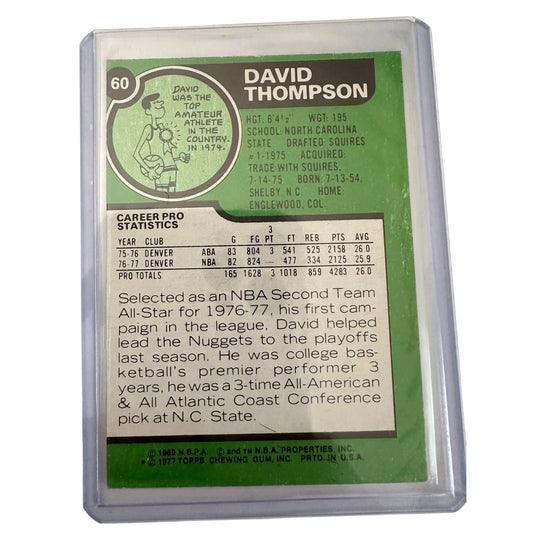 60
DAVID
WAS THE
TOP
AMATEUR
ATHLETE
IN THE
COUNTRY
IN 1974.
DAVID
THOMPSON
HGT: 6'4½" WGT: 195
SCHOOL: NORTH CAROLINA
STATE DRAFTED: SQUIRES
#1-1975 ACQUIRED:
TRADE WITH SQUIRES,
7-14-75 BORN: 7-13-54,
SHELBY, N.C. HOME:
ENGLEWOOD, COL.
CAREER PRO
STATISTICS
3
YEAR CLUB G FG PT FT REB PTS AV.
75-76 DENVER ABA 83 804 3 541 525 2158 26.0
76-77 DENVER NBA 82 824 — 477 334 2125 25.9
PRO TOTALS 165 1628 3 1018 859 4283 26.0
Selected as an NBA Second Team
All-Star for 1976-77, his first cam-
paign in the league, David helped
lead the Nuggets to the playoffs
last season. He was college bas-
ketball's premier performer 3
years, he was a 3-time All-American
& All Atlantic Coast Conference
pick at N.C. State.
© 1969 N.B.P.A. © and TM N.B.A. PROPERTIES, INC.
* © 1977 TOPPS CHEWING GUM, INC. PRTD. IN U.S.A.